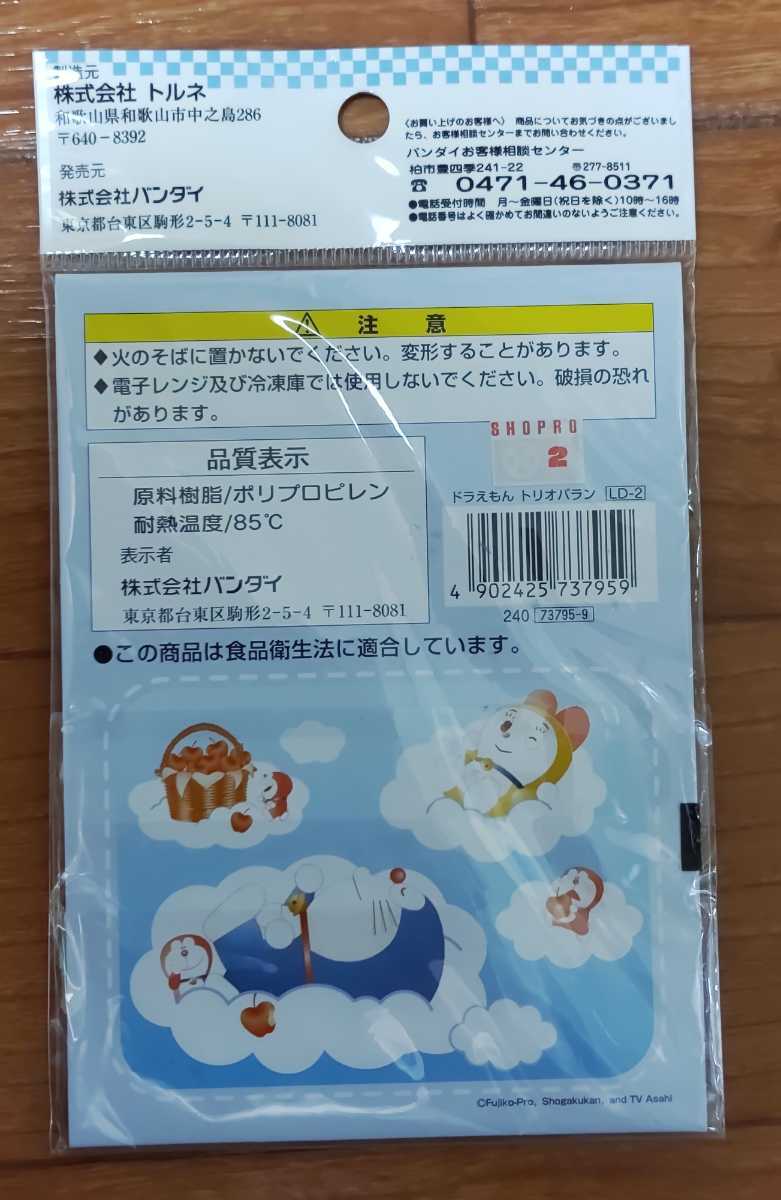 製造元
株式会社 トルネ
和歌山県和歌山市中之島286
〒640-8392
発売元
株式会社バンダイ
東京都台東区駒形2-5-4 〒111-8081
〈お買い上げのお客様へ〉 商品についてお気づきの点がございまし
たら、お客様相談センターまでお問い合わせください。
バンダイお客様相談センター
柏市豊四季241-22 〠277-8511
☎ 0471-46-0371
●電話受付時間 月～金曜日(祝日を除く)10時～16時
●電話番号はよく確かめてお間違いのないようご注意ください。
⚠ 注 意
◆火のそばに置かないでください。変形することがあります。
◆電子レンジ及び冷凍庫では使用しないでください。破損の恐れ
があります。
品質表示
原料樹脂/ポリプロピレン
耐熱温度/85℃
表示者
株式会社バンダイ
東京都台東区駒形2-5-4 〒111-8081
SHOPRO
2
ドラえもん トリオバラン LD-2
4 902425 737959
240 73795-9
●この商品は食品衛生法に適合しています。
©Fujiko-Pro, Shogakukan, and TV Asahi